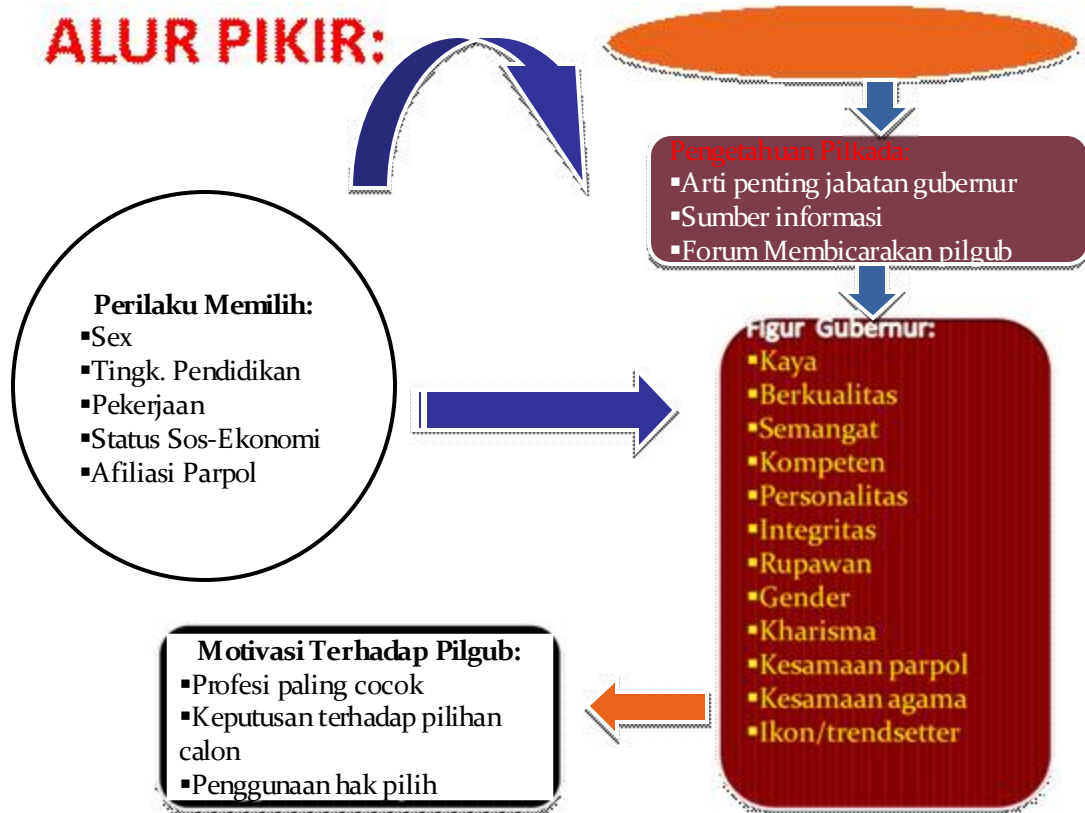 ALUR PIKIR:
Pengetahuan Pilkada:
▪Arti penting jabatan gubernur
▪Sumber informasi
▪Forum Membicarakan pilgub
Perilaku Memilih:
▪Sex
▪Tingk. Pendidikan
▪Pekerjaan
▪Status Sos-Ekonomi
▪Afiliasi Parpol
Figur Gubernur:
▪Kaya
▪Berkualitas
▪Semangat
▪Kompeten
▪Personalitas
▪Integritas
▪Rupawan
▪Gender
▪Kharisma
▪Kesamaan parpol
▪Kesamaan agama
▪Ikon/trendsetter
Motivasi Terhadap Pilgub:
▪Profesi paling cocok
▪Keputusan terhadap pilihan
calon
▪Penggunaan hak pilih